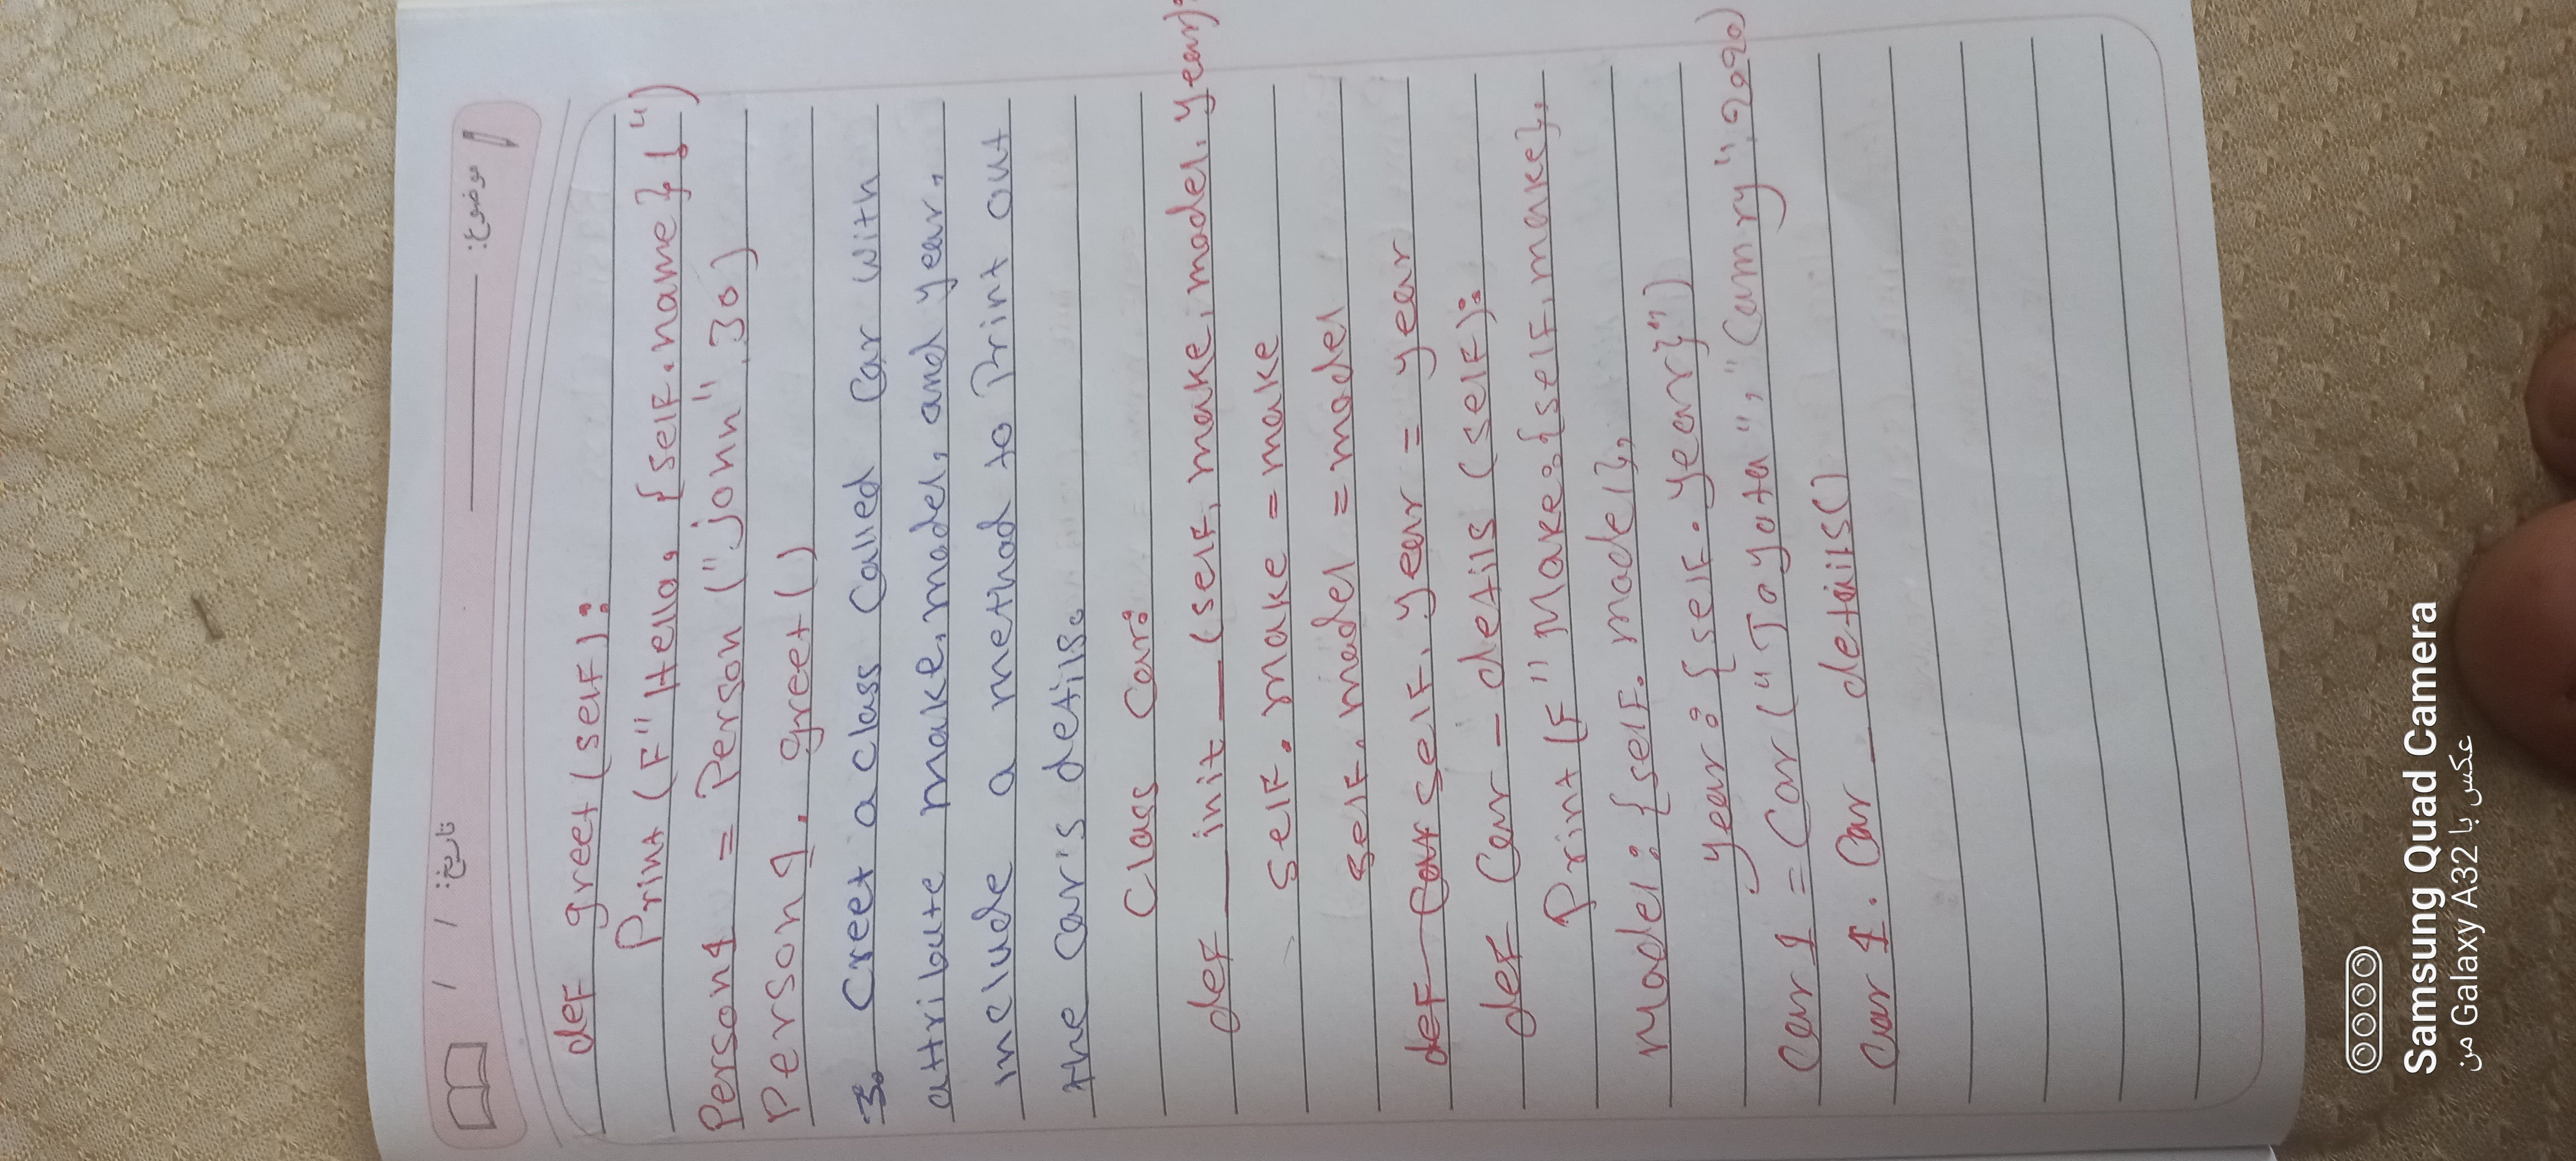 موضوع: تاریخ: / /
def greet (self):
Print (F" Hello, {self.name} !")
Person1 = Person ("john", 30)
Person1. greet()
3. Creet a class Called Car with
attribute make, model, and year,
include a method to Print out
the car's detils.
Class Car:
def __init__ (self, make, model, year):
self. make = make
self. model = model
def Car self. year = year
def Car_detils (self):
Print (F" Make: {self. make},
Model: {self. model},
year: {self. year}")
Car 1 = Car ("Toyota", "Camry", 2020)
Car 1. Car_details()
Samsung Quad Camera
عکس با Galaxy A32 من